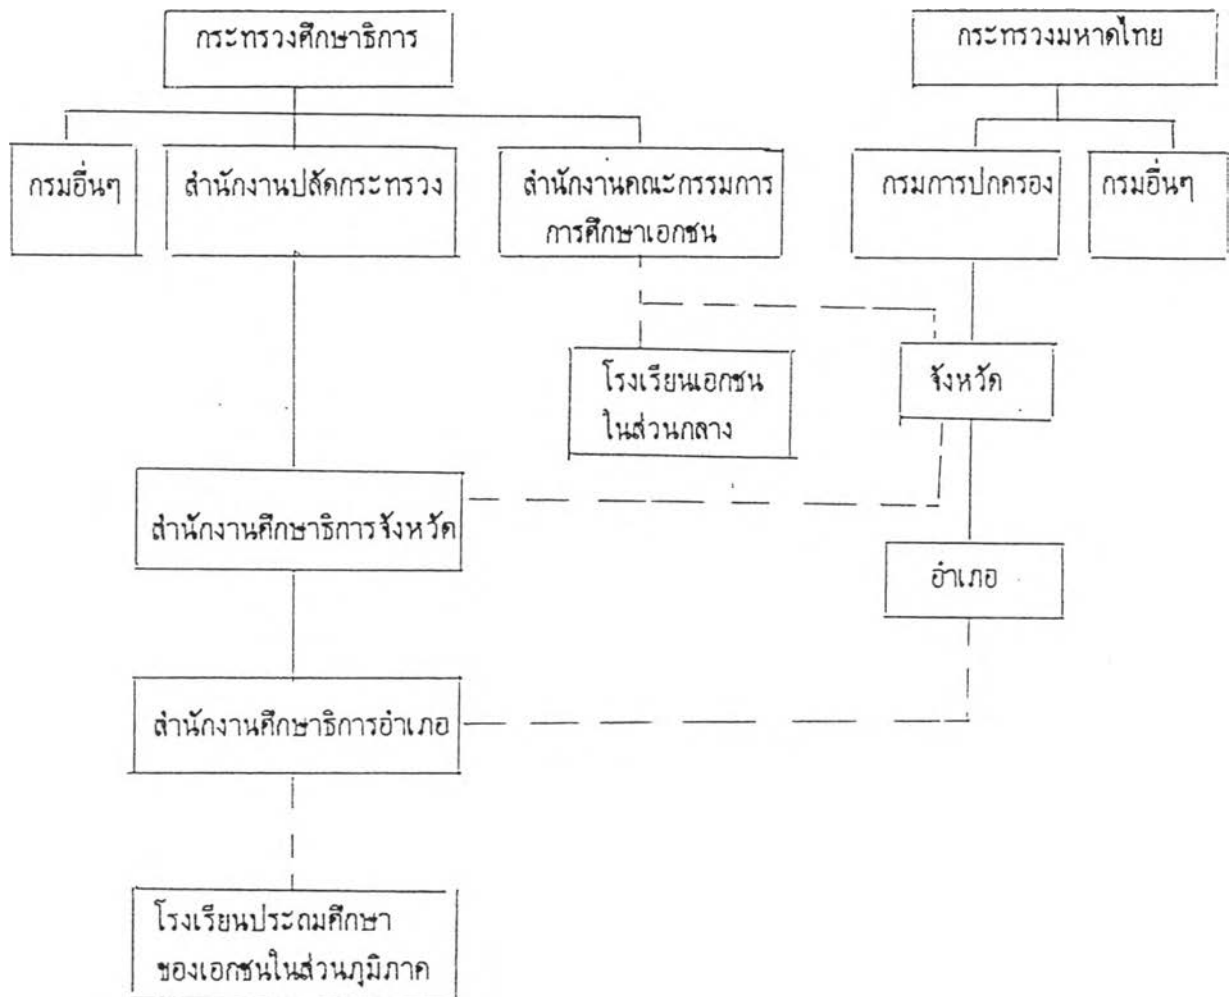 กระทรวงศึกษาธิการ
กระทรวงมหาดไทย
กรมอื่นๆ
สำนักงานปลัดกระทรวง
สำนักงานคณะกรรมการ
การศึกษาเอกชน
กรมการปกครอง
กรมอื่นๆ
โรงเรียนเอกชน
ในส่วนกลาง
จังหวัด
สำนักงานศึกษาธิการจังหวัด
อำเภอ
สำนักงานศึกษาธิการอำเภอ
โรงเรียนประถมศึกษา
ของเอกชนในส่วนภูมิภาค